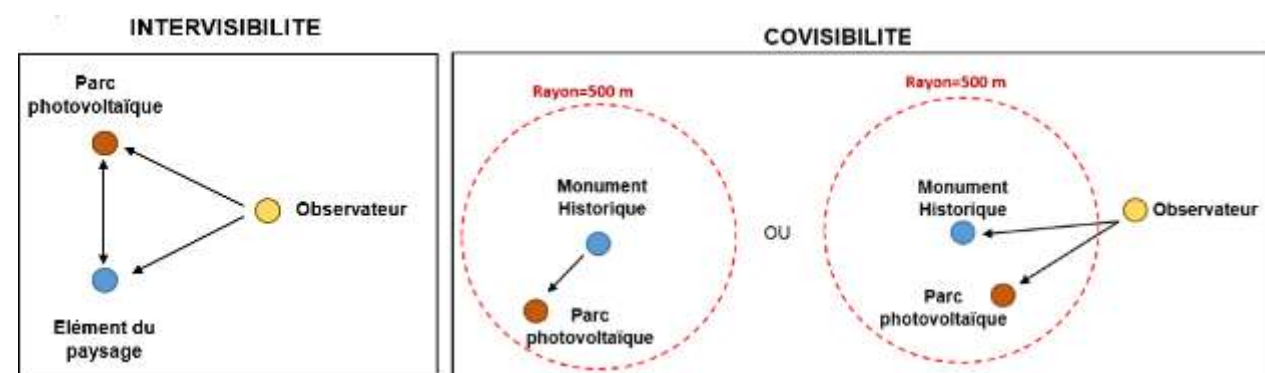 INTERVISIBILITE
Parc
photovoltaïque
Observateur
Elément du
paysage
COVISIBILITE
Rayon=500 m
Monument
Historique
Parc
photovoltaïque
OU
Rayon=500 m
Monument
Historique
Observateur
Parc
photovoltaïque